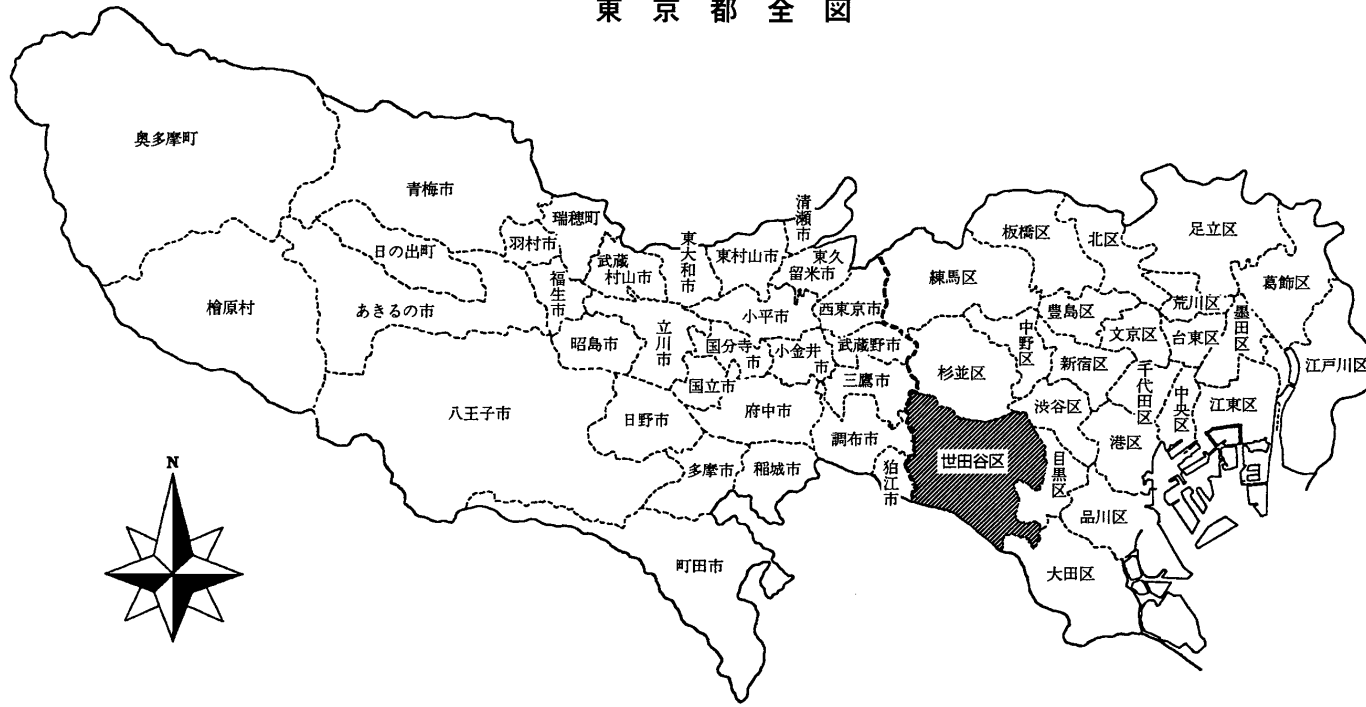 東京都全図
奥多摩町
青梅市
瑞穂町
羽村市
日の出町
檜原村
あきるの市
福生市
武蔵
村山市
東大和市
東村山市
清瀬市
東久
留米市
小平市
西東京市
昭島市
立川市
国分寺
市
小金井
市
武蔵野市
三鷹市
国立市
八王子市
日野市
府中市
調布市
狛江市
多摩市
稲城市
町田市
板橋区
北区
足立区
葛飾区
練馬区
豊島区
荒川区
墨田区
文京区
台東区
中野区
新宿区
杉並区
千代田区
中央区
江東区
江戸川区
渋谷区
港区
世田谷区
目黒区
品川区
大田区
N